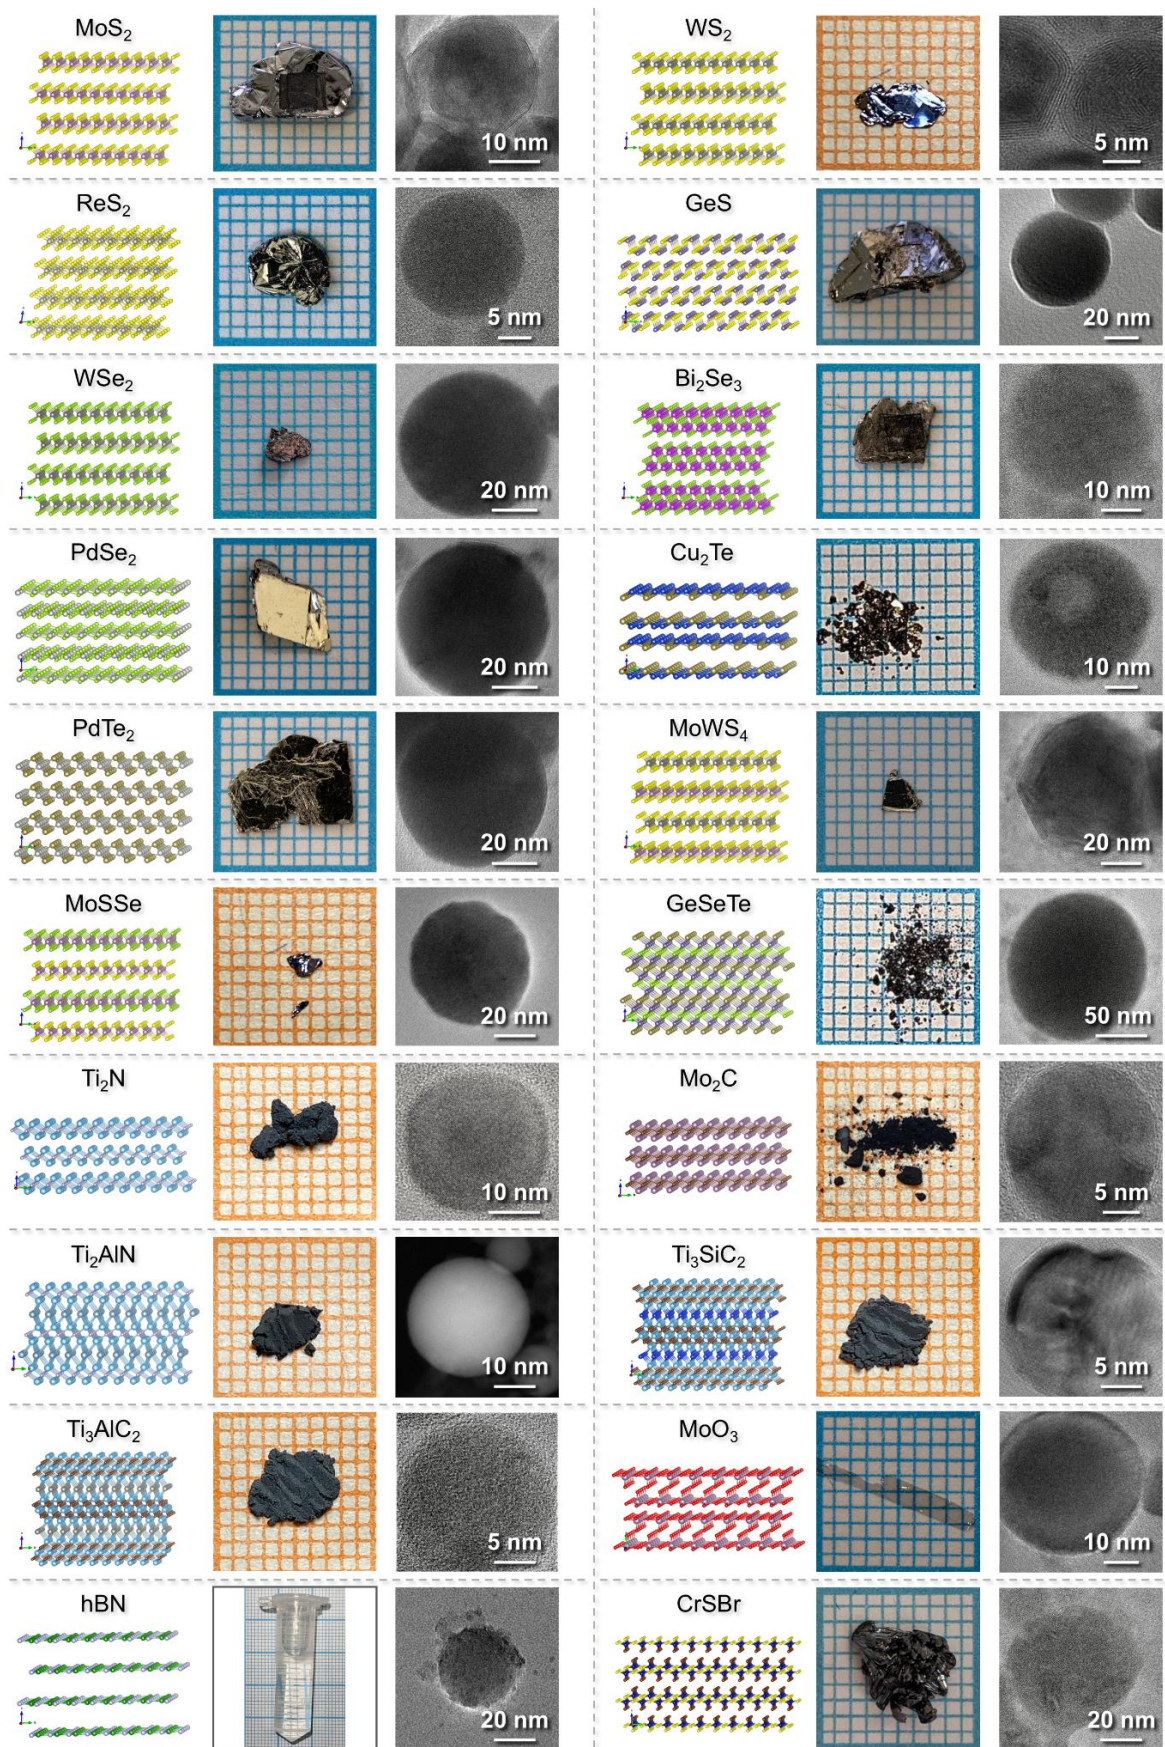 MoS₂
10 nm
WS₂
5 nm
ReS₂
5 nm
GeS
20 nm
WSe₂
20 nm
Bi₂Se₃
10 nm
PdSe₂
20 nm
Cu₂Te
10 nm
PdTe₂
20 nm
MoWS₄
20 nm
MoSSe
20 nm
GeSeTe
50 nm
Ti₂N
10 nm
Mo₂C
5 nm
Ti₂AlN
10 nm
Ti₃SiC₂
5 nm
Ti₃AlC₂
5 nm
MoO₃
10 nm
hBN
20 nm
CrSBr
20 nm